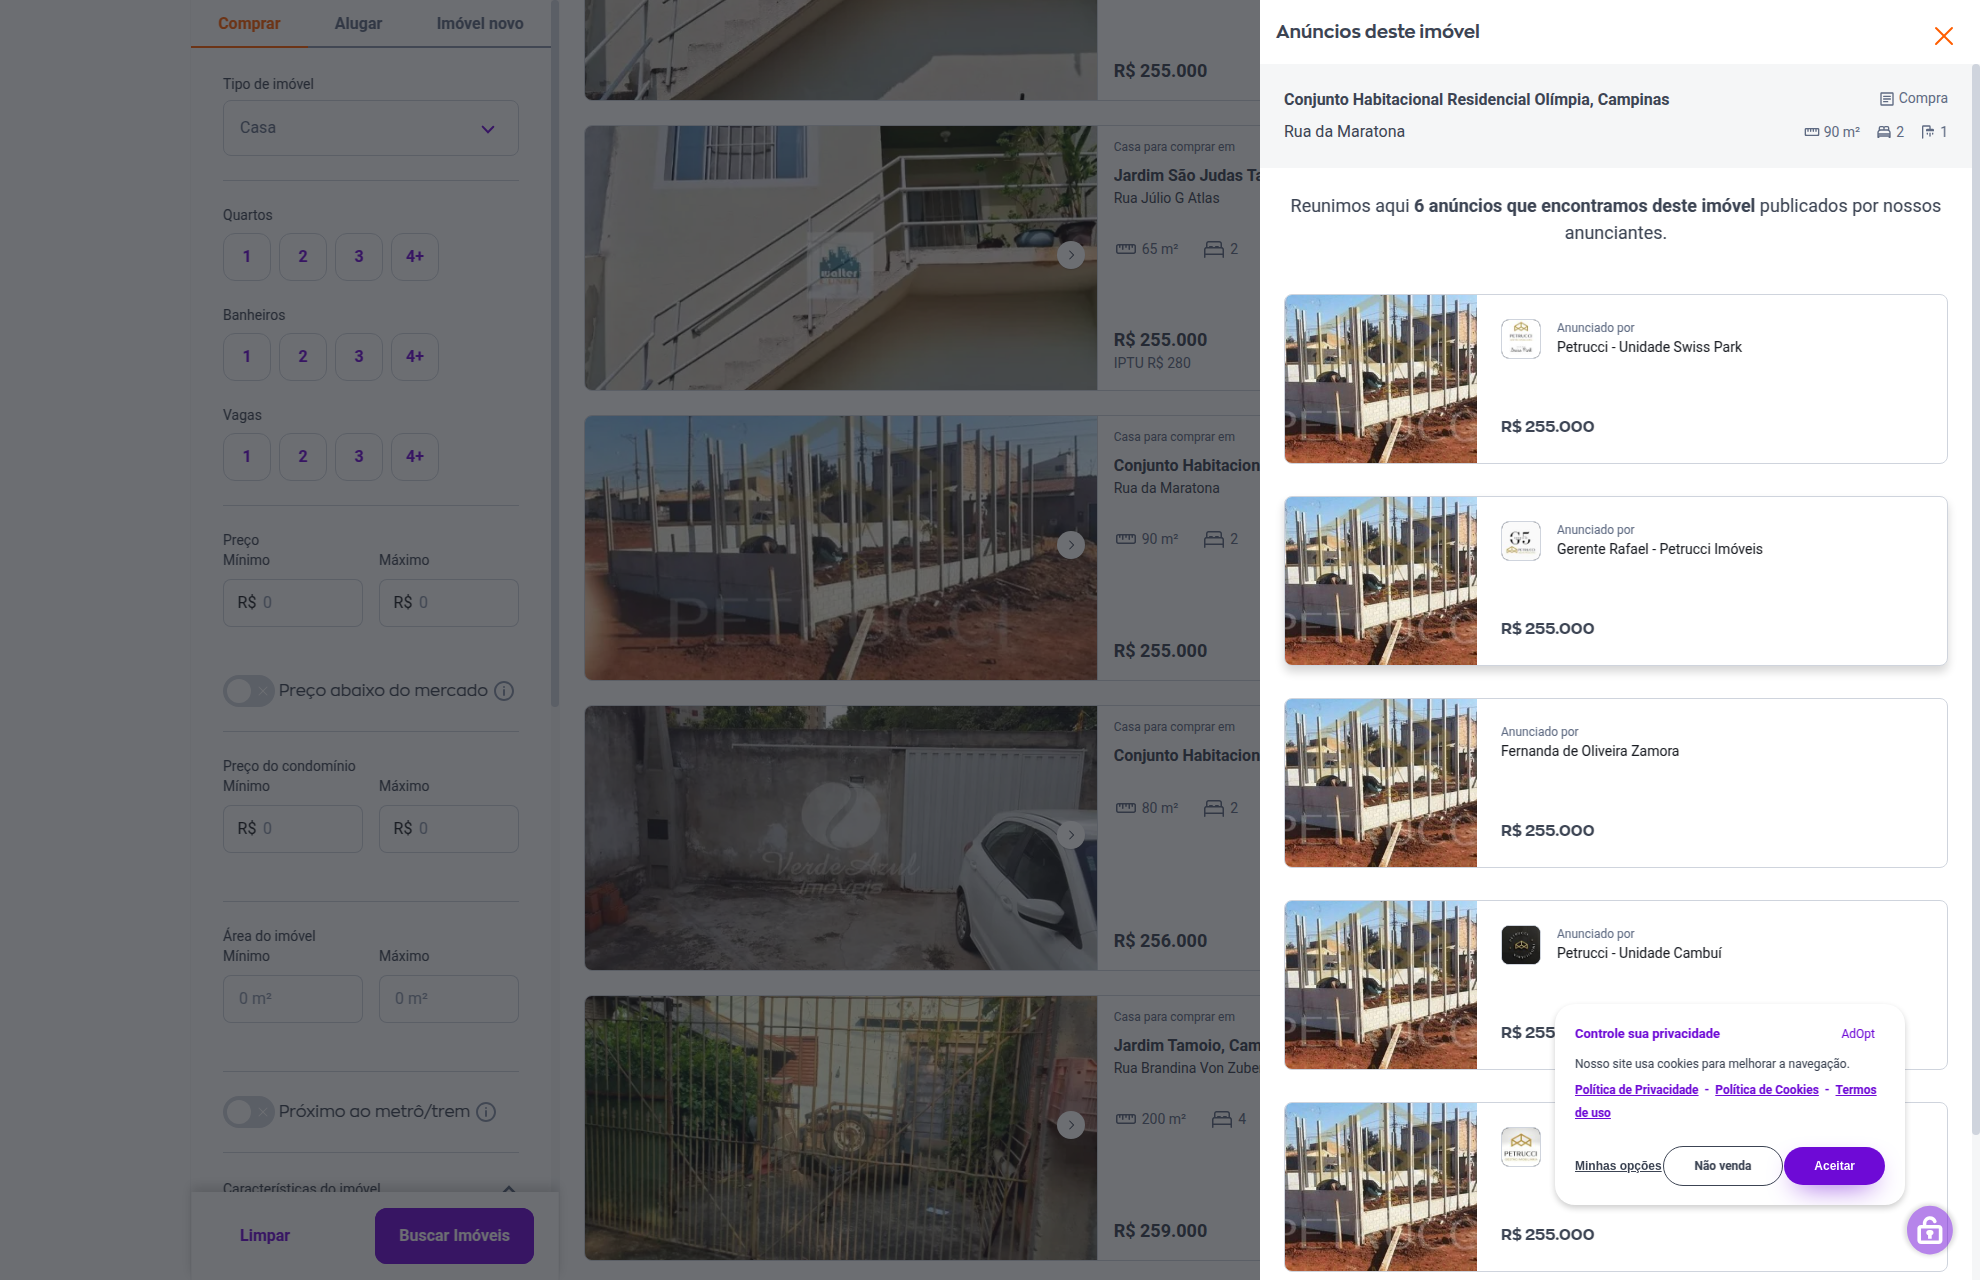 Comprar
Alugar
Imóvel novo
Tipo de imóvel
Casa
Quartos
1
2
3
4+
Banheiros
1
2
3
4+
Vagas
1
2
3
4+
Preço
Mínimo
Máximo
R$ 0
R$ 0
Preço abaixo do mercado
Preço do condomínio
Mínimo
Máximo
R$ 0
R$ 0
Área do imóvel
Mínimo
Máximo
0 m²
0 m²
Próximo ao metrô/trem
Características do imóvel
Limpar
Buscar Imóveis
R$ 255.000
Casa para comprar em
Jardim São Judas Ta
Rua Júlio G Atlas
65 m²
2
R$ 255.000
IPTU R$ 280
Casa para comprar em
Conjunto Habitacion
Rua da Maratona
90 m²
2
PETRUCCI
R$ 255.000
Casa para comprar em
Conjunto Habitacion
80 m²
2
Verde Azul
IMÓVEIS
R$ 256.000
Casa para comprar em
Jardim Tamoio, Cam
Rua Brandina Von Zube
200 m²
4
R$ 259.000
Anúncios deste imóvel
Conjunto Habitacional Residencial Olímpia, Campinas
Compra
Rua da Maratona
90 m²
2
1
Reunimos aqui 6 anúncios que encontramos deste imóvel publicados por nossos
anunciantes.
Anunciado por
Petrucci - Unidade Swiss Park
R$ 255.000
Anunciado por
Gerente Rafael - Petrucci Imóveis
R$ 255.000
Anunciado por
Fernanda de Oliveira Zamora
R$ 255.000
Anunciado por
Petrucci - Unidade Cambuí
R$ 255
PETRUCCI
R$ 255.000
Controle sua privacidade
AdOpt
Nosso site usa cookies para melhorar a navegação.
Política de Privacidade - Política de Cookies - Termos
de uso
Minhas opções
Não venda
Aceitar